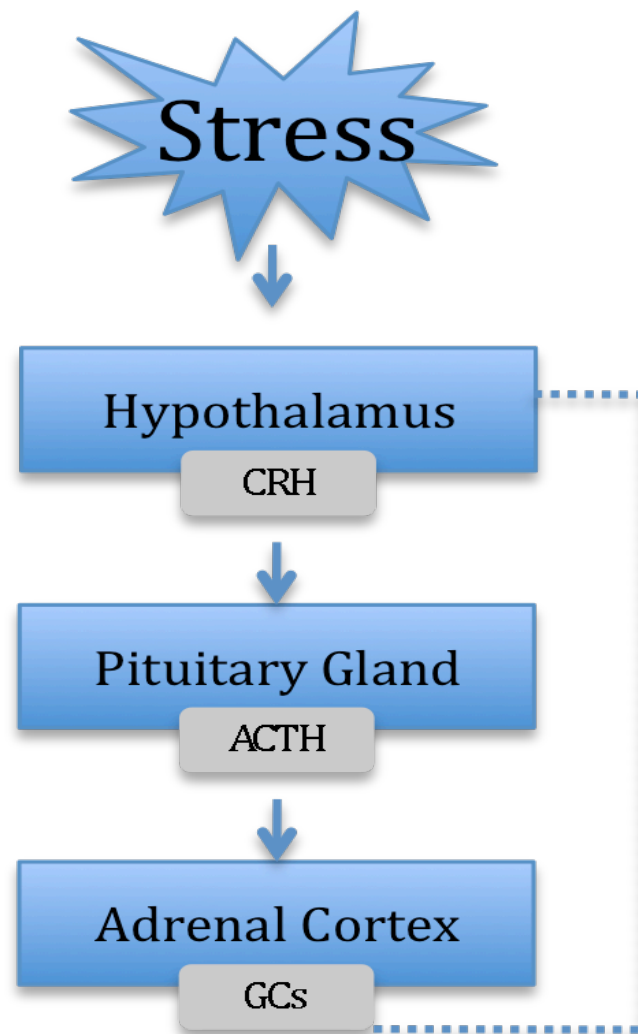 Stress
Hypothalamus
CRH
Pituitary Gland
ACTH
Adrenal Cortex
GCs